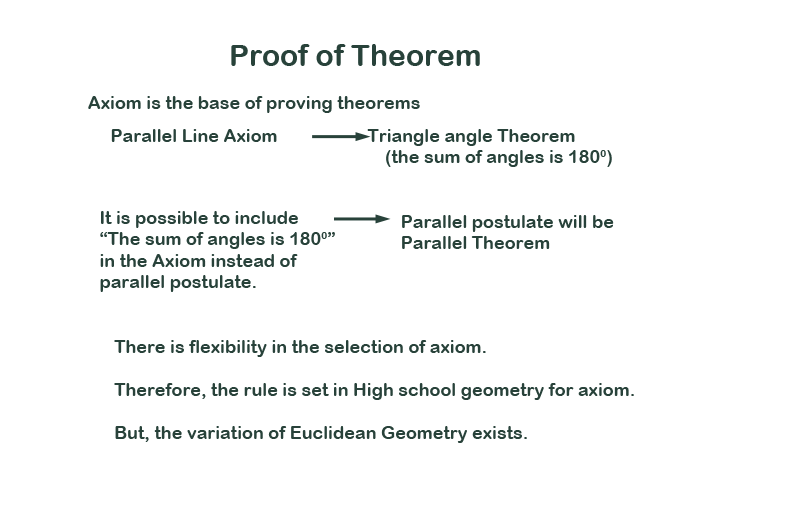 Proof of Theorem
Axiom is the base of proving theorems
Parallel Line Axiom
Triangle angle Theorem
(the sum of angles is 180⁰)
It is possible to include
“The sum of angles is 180⁰”
in the Axiom instead of
parallel postulate.
Parallel postulate will be
Parallel Theorem
There is flexibility in the selection of axiom.
Therefore, the rule is set in High school geometry for axiom.
But, the variation of Euclidean Geometry exists.